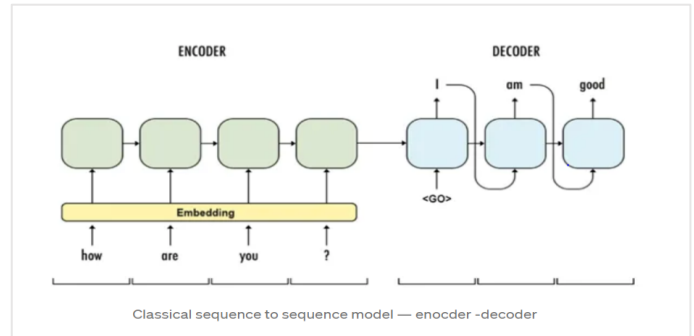 ENCODER DECODER
I am good
Embedding
<GO>
how are you ?
Classical sequence to sequence model — enocder -decoder